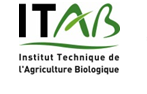 ITAB
Institut Technique de
l'Agriculture Biologique